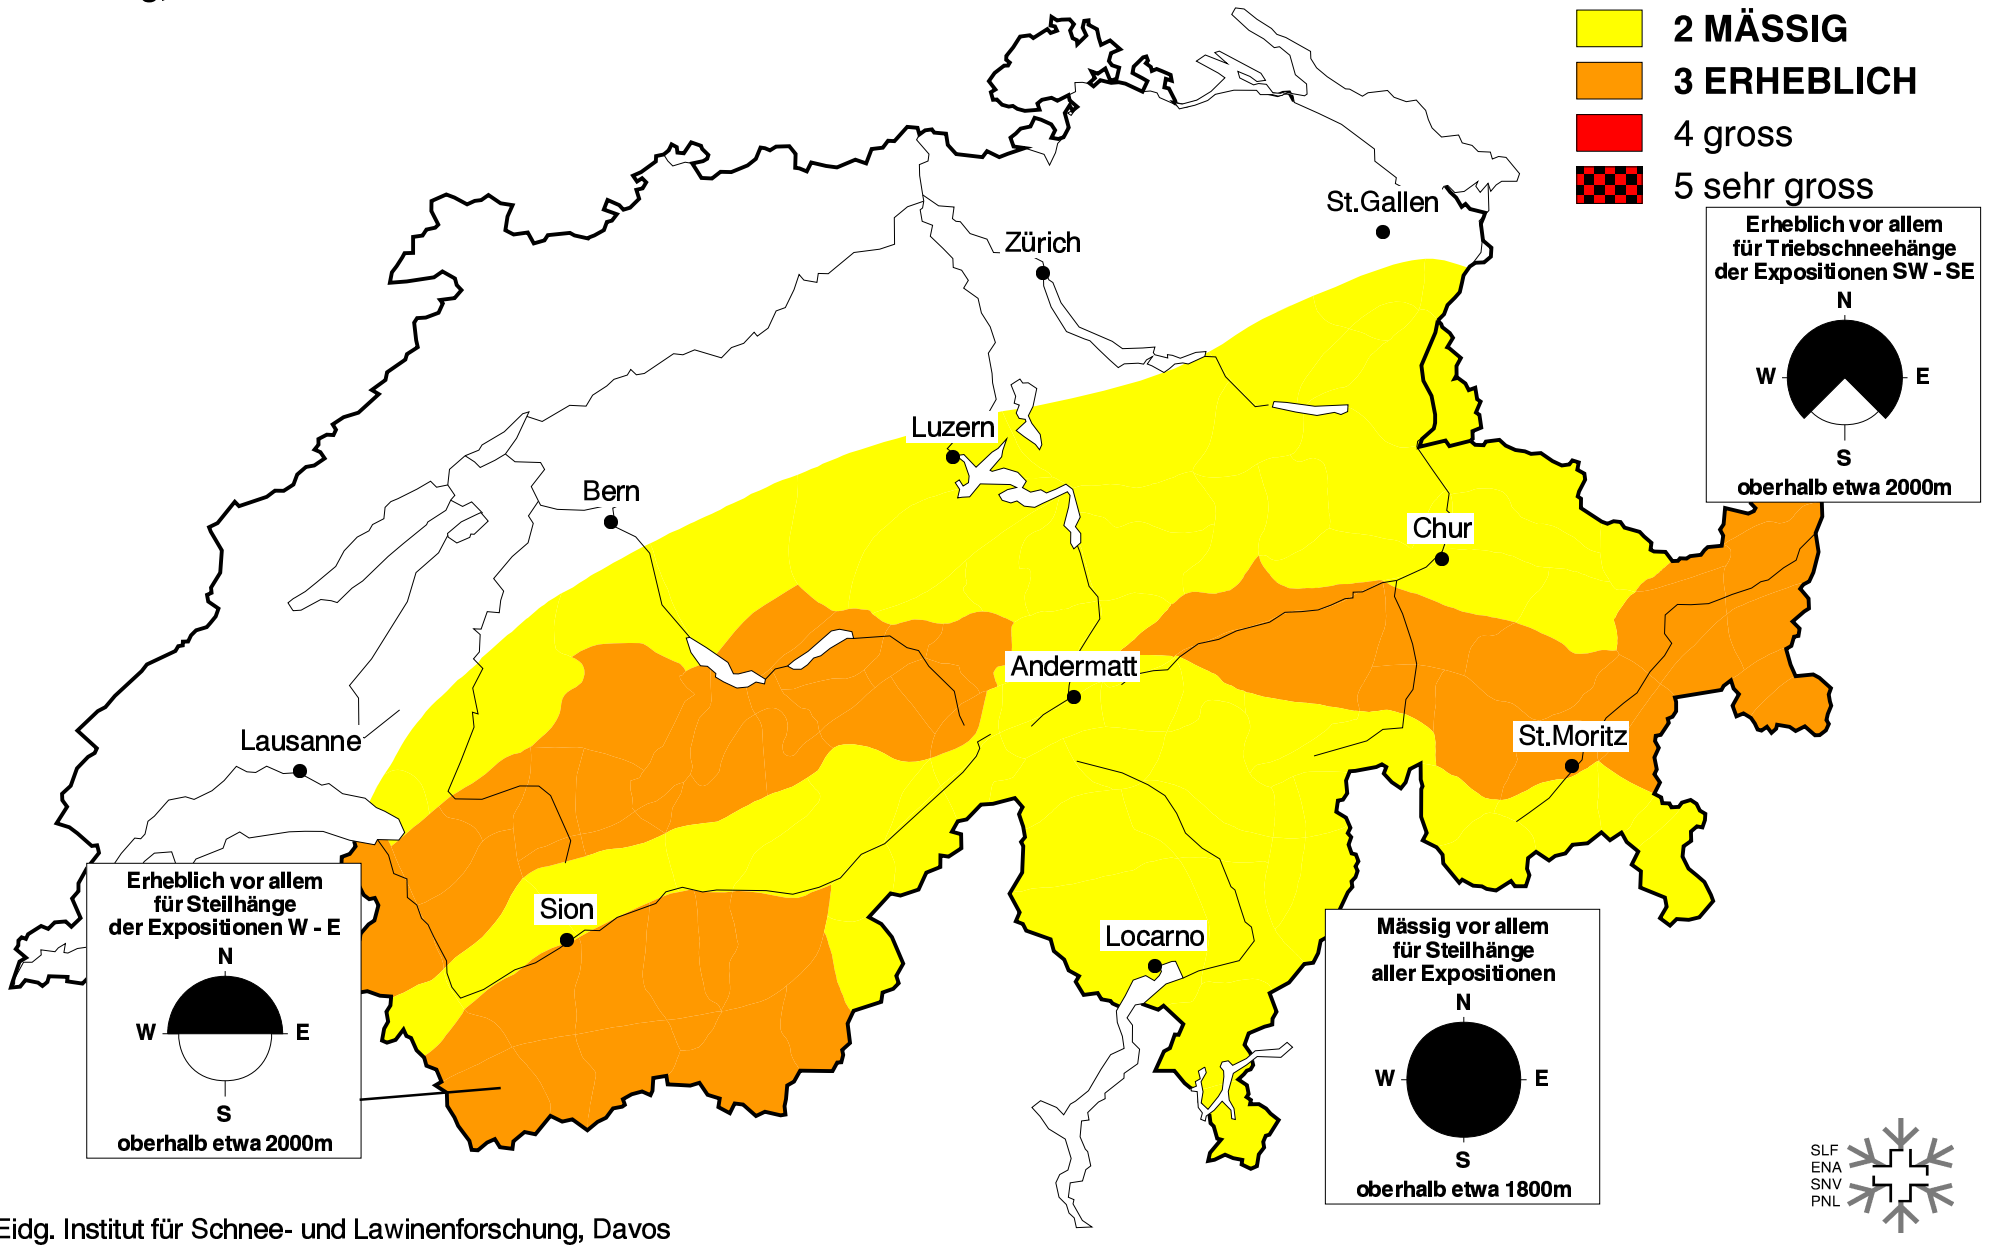 2 MÄSSIG
3 ERHEBLICH
4 gross
5 sehr gross
Erheblich vor allem
für Triebschneehänge
der Expositionen SW - SE
N
W
E
S
oberhalb etwa 2000m
St.Gallen
Zürich
Luzern
Bern
Chur
Andermatt
St.Moritz
Lausanne
Sion
Locarno
Erheblich vor allem
für Steilhänge
der Expositionen W - E
N
W
E
S
oberhalb etwa 2000m
Mässig vor allem
für Steilhänge
aller Expositionen
N
W
E
S
oberhalb etwa 1800m
SLF
ENA
SNV
PNL
Eidg. Institut für Schnee- und Lawinenforschung, Davos